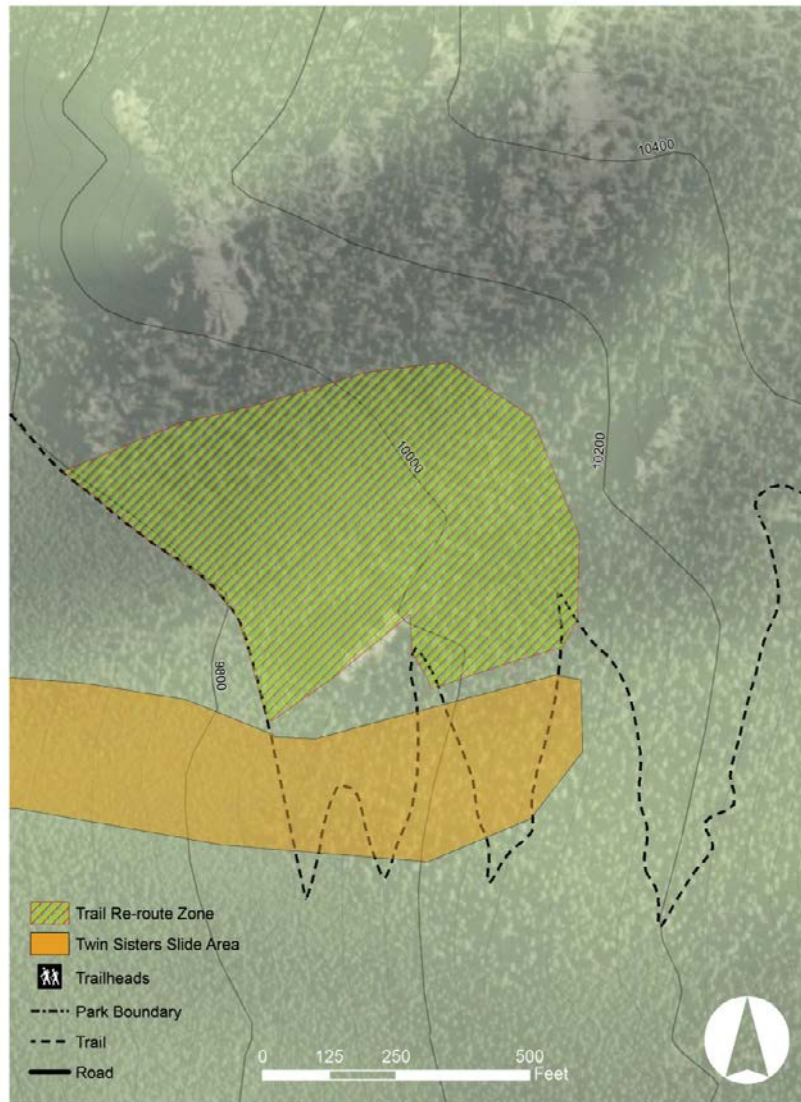 10400
10200
10000
9800
Trail Re-route Zone
Twin Sisters Slide Area
Trailheads
Park Boundary
Trail
Road
0 125 250 500
Feet